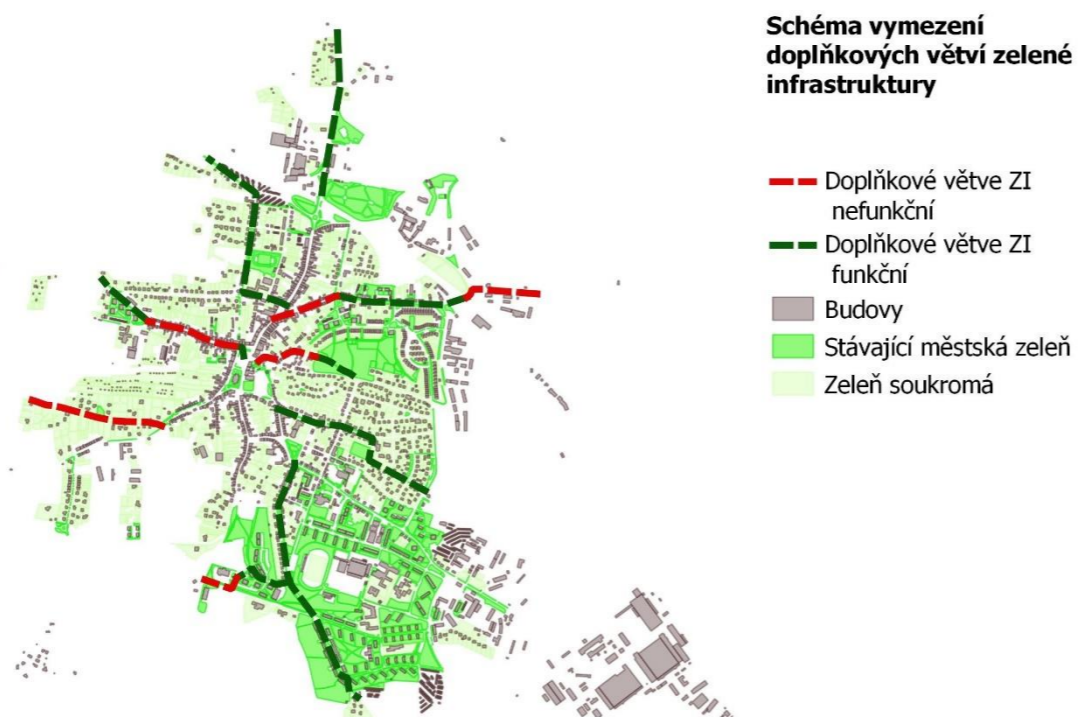 Schéma vymezení
doplňkových větví zelené
infrastruktury
Doplňkové větve ZI
nefunkční
Doplňkové větve ZI
funkční
Budovy
Stávající městská zeleň
Zeleň soukromá